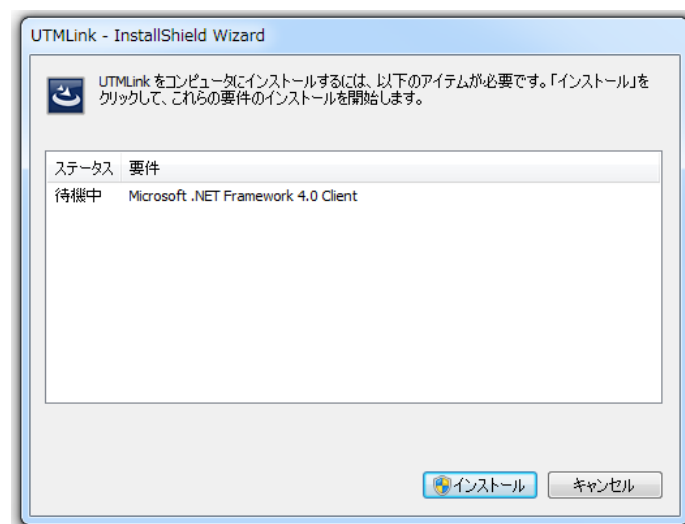 UTMLink - InstallShield Wizard
UTMLink をコンピュータにインストールするには、以下のアイテムが必要です。「インストール」を
クリックして、これらの要件のインストールを開始します。
ステータス 要件
待機中 Microsoft .NET Framework 4.0 Client
インストール キャンセル